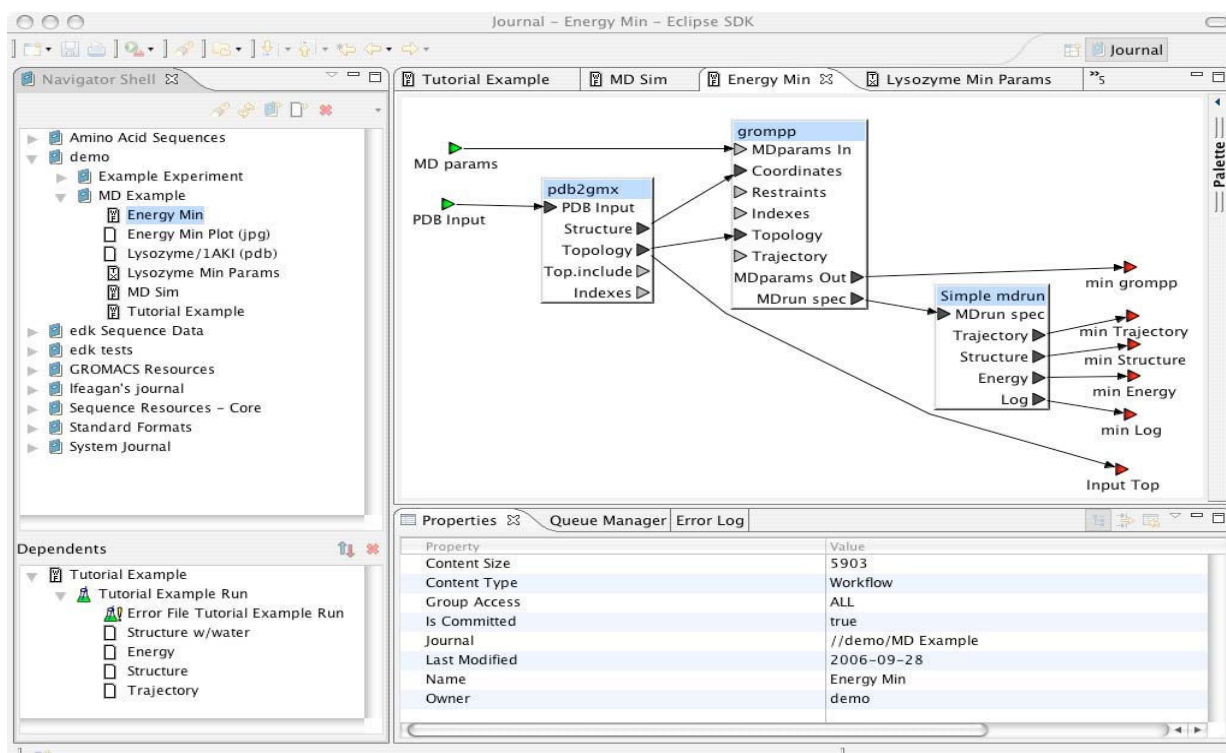 Journal – Energy Min – Eclipse SDK
Journal
Navigator Shell
Amino Acid Sequences
demo
Example Experiment
MD Example
Energy Min
Energy Min Plot (jpg)
Lysozyme/1AKI (pdb)
Lysozyme Min Params
MD Sim
Tutorial Example
edk Sequence Data
edk tests
GROMACS Resources
lfeagan's journal
Sequence Resources – Core
Standard Formats
System Journal
Dependents
Tutorial Example
Tutorial Example Run
Error File Tutorial Example Run
Structure w/water
Energy
Structure
Trajectory
Tutorial Example MD Sim Energy Min Lysozyme Min Params »5
Palette
MD params
PDB Input
pdb2gmx
PDB Input
Structure
Topology
Top.include
Indexes
grompp
MDparams In
Coordinates
Restraints
Indexes
Topology
Trajectory
MDparams Out
MDrun spec
Simple mdrun
MDrun spec
Trajectory
Structure
Energy
Log
min grompp
min Trajectory
min Structure
min Energy
min Log
Input Top
Properties Queue Manager Error Log
Property Value
Content Size 5903
Content Type Workflow
Group Access ALL
Is Committed true
Journal //demo/MD Example
Last Modified 2006-09-28
Name Energy Min
Owner demo